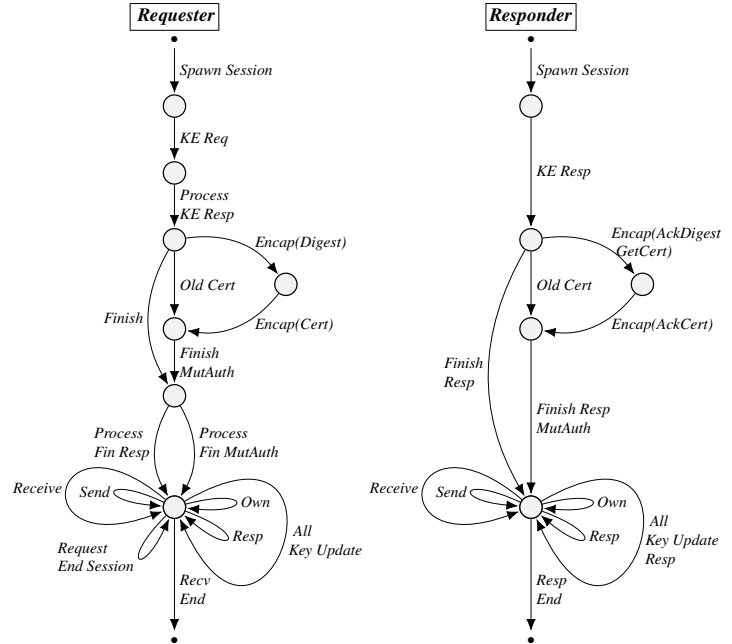 Requester
Spawn Session
KE Req
Process
KE Resp
Encap(Digest)
Old Cert
Encap(Cert)
Finish
Finish
MutAuth
Process
Fin Resp
Process
Fin MutAuth
Receive
Send
Own
Resp
All
Key Update
Request
End Session
Recv
End
Responder
Spawn Session
KE Resp
Encap(AckDigest
GetCert)
Old Cert
Encap(AckCert)
Finish
Resp
Finish Resp
MutAuth
Receive
Send
Own
Resp
All
Key Update
Resp
Resp
End